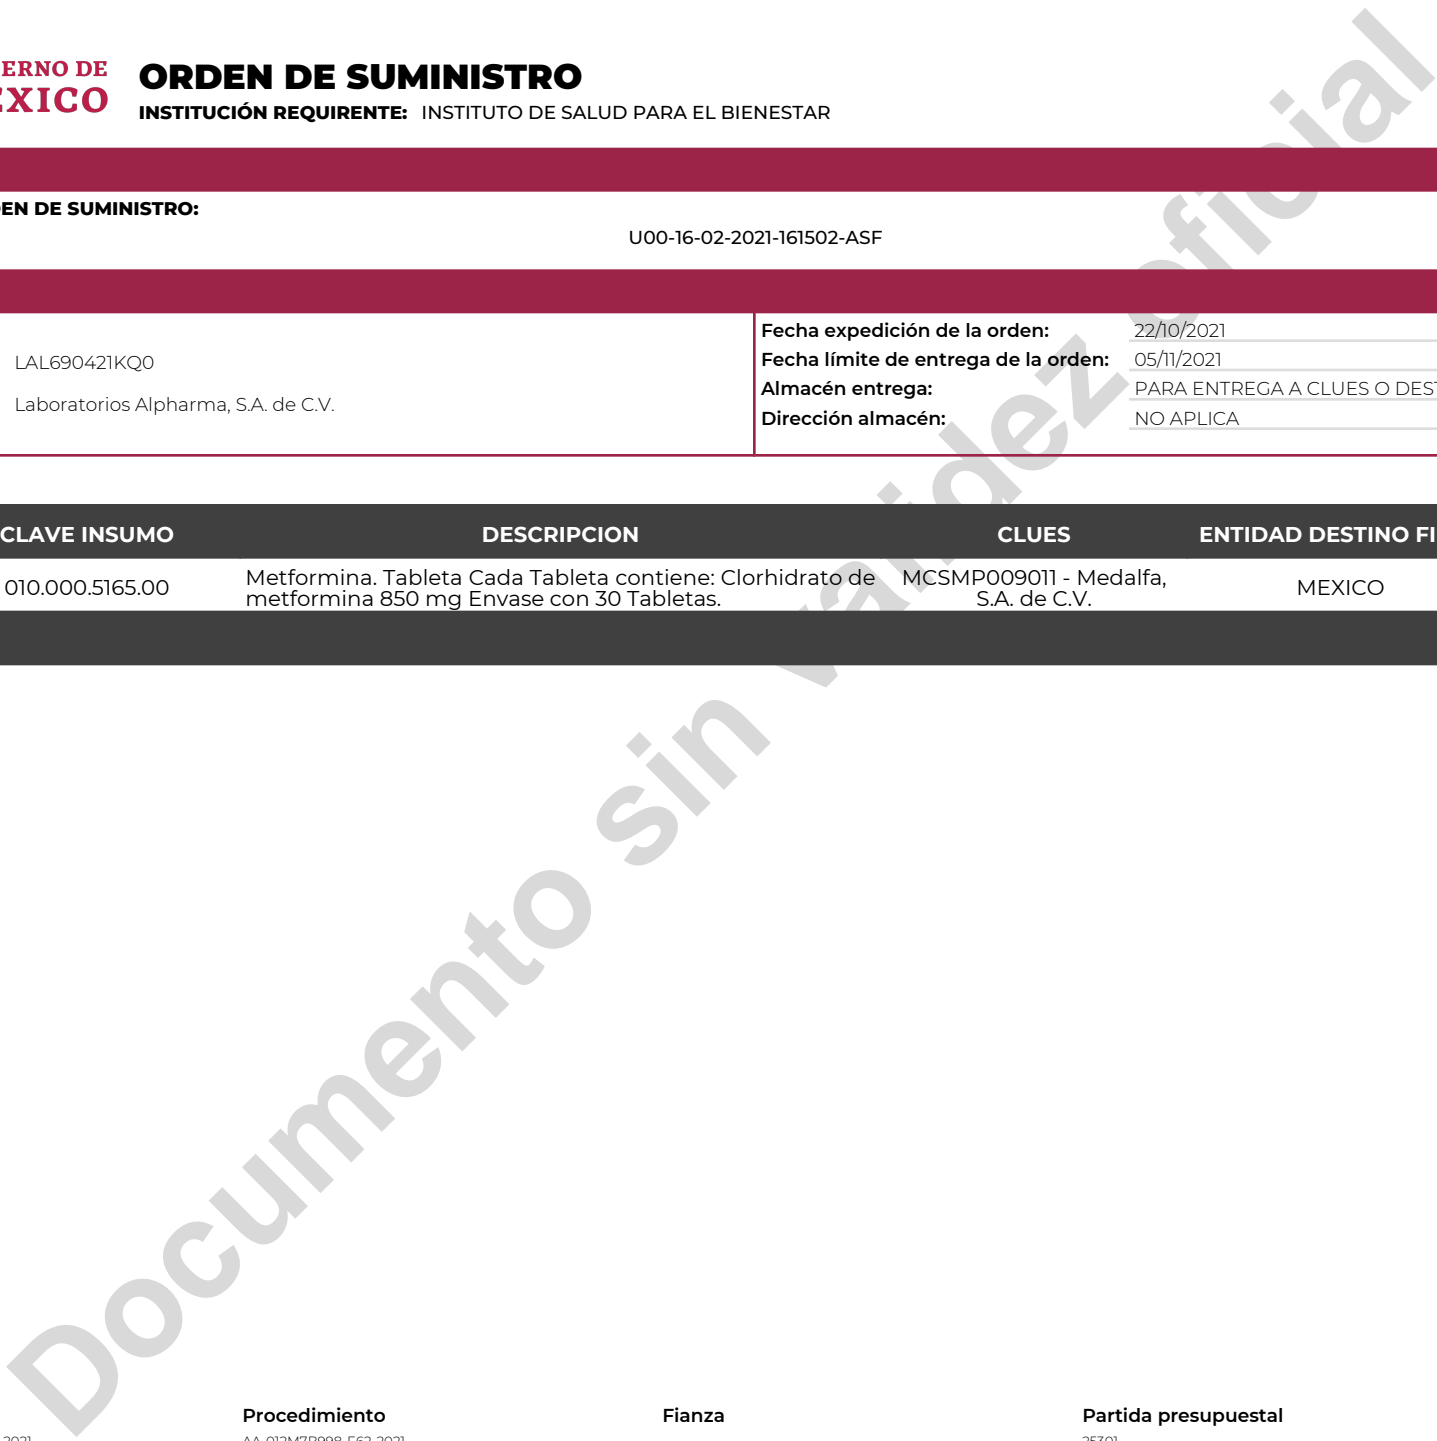 ERNO DE
ORDEN DE SUMINISTRO
XICO
INSTITUCIÓN REQUIRENTE: INSTITUTO DE SALUD PARA EL BIENESTAR
EN DE SUMINISTRO:
U00-16-02-2021-161502-ASF
LAL690421KQ0
Laboratorios Alpharma, S.A. de C.V.
Fecha expedición de la orden: 22/10/2021
Fecha límite de entrega de la orden: 05/11/2021
Almacén entrega: PARA ENTREGA A CLUES O DEST
Dirección almacén: NO APLICA
CLAVE INSUMO DESCRIPCION CLUES ENTIDAD DESTINO FI
010.000.5165.00
Metformina. Tableta Cada Tableta contiene: Clorhidrato de
metformina 850 mg Envase con 30 Tabletas.
MCSMP009011 - Medalfa,
S.A. de C.V.
MEXICO
Documento sin validez oficial
Procedimiento Fianza Partida presupuestal